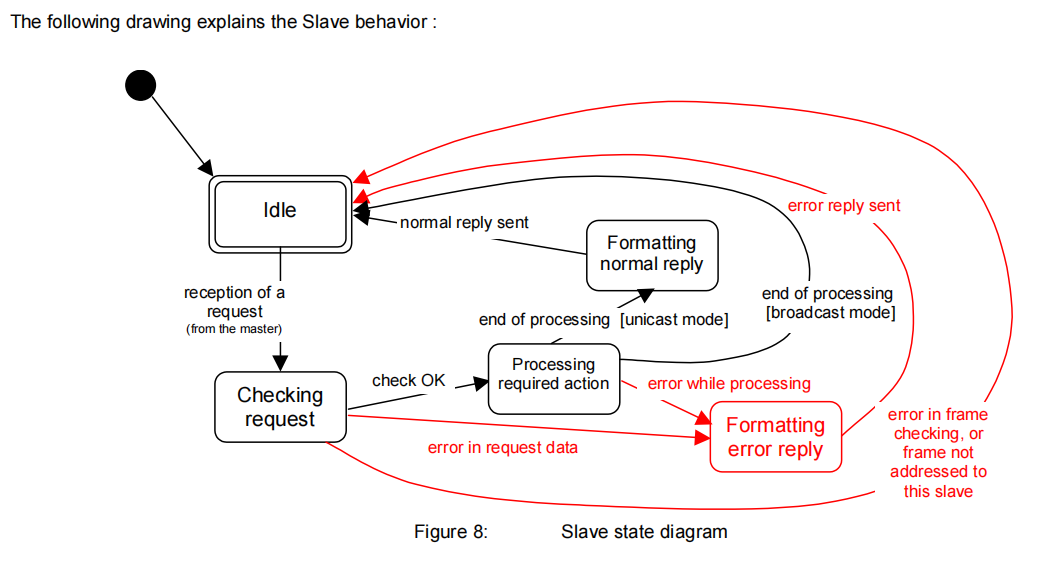 The following drawing explains the Slave behavior :
Idle
error reply sent
normal reply sent
Formatting
normal reply
reception of a
request
(from the master)
end of processing
[broadcast mode]
end of processing [unicast mode]
Processing
required action
check OK
error while processing
Checking
request
Formatting
error reply
error in frame
checking, or
frame not
addressed to
this slave
error in request data
Figure 8: Slave state diagram